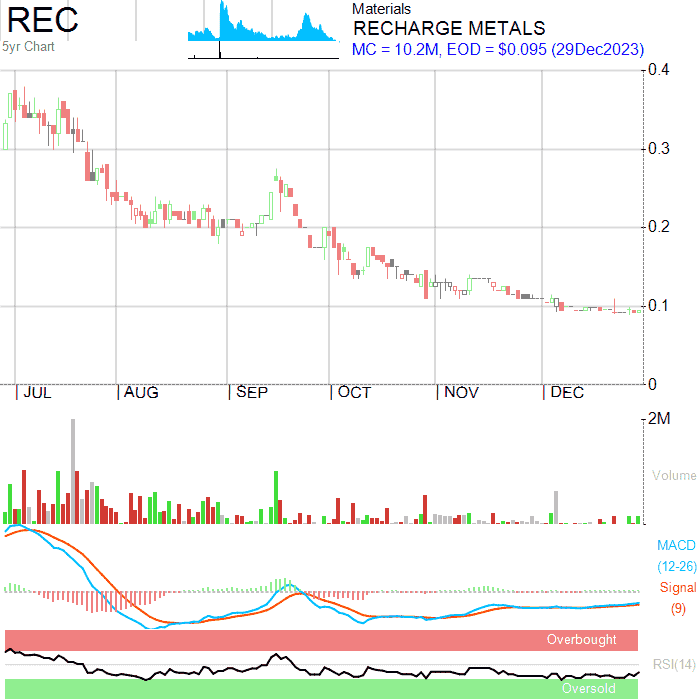 REC
5yr Chart
Materials
RECHARGE METALS
MC = 10.2M, EOD = $0.095 (29Dec2023)
0.4
0.3
0.2
0.1
0
JUL AUG SEP OCT NOV DEC
2M
Volume
MACD
(12-26)
Signal
(9)
Overbought
RSI(14)
Oversold